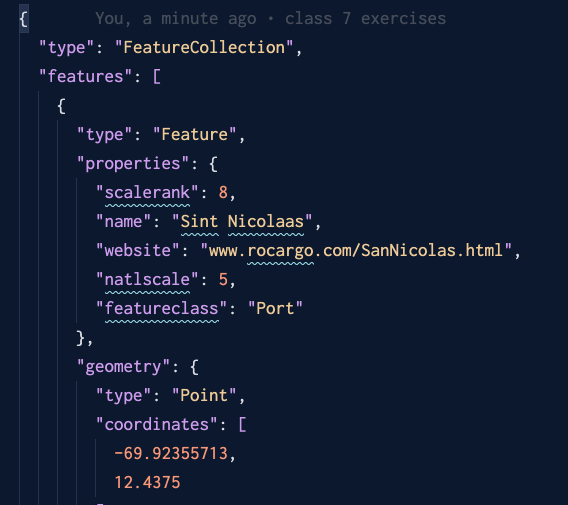 { You, a minute ago · class 7 exercises
"type": "FeatureCollection",
"features": [
{
"type": "Feature",
"properties": {
"scalerank": 8,
"name": "Sint Nicolaas",
"website": "www.rocargo.com/SanNicolas.html",
"natlscale": 5,
"featureclass": "Port"
},
"geometry": {
"type": "Point",
"coordinates": [
-69.92355713,
12.4375